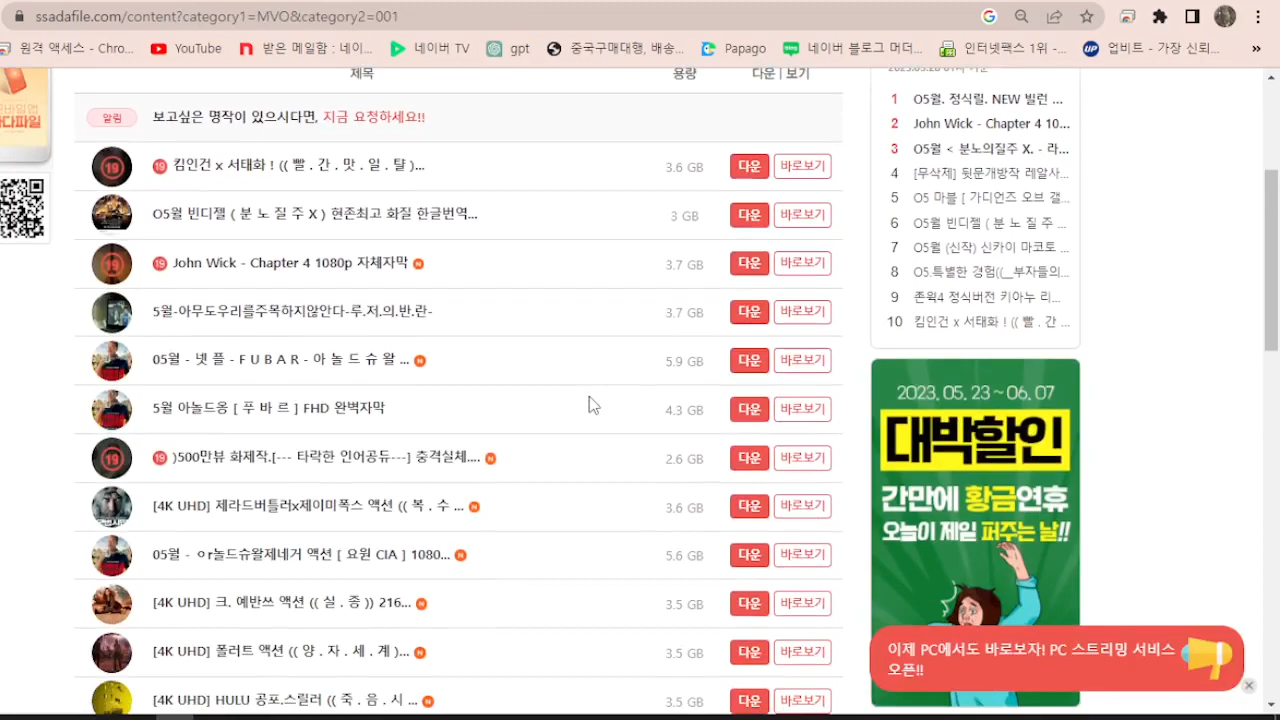 ssadafile.com/content?category1=MVO&category2=001
원격 액세스 - Chro...
YouTube
받은 메일함 : 네이...
네이버 TV
gpt
중국구매대행, 배송...
Papago
네이버 블로그 머더...
인터넷팩스 1위 -...
업비트 - 가장 신뢰...
»
제목
용량
다운 | 보기
알림
보고싶은 명작이 있으시다면, 지금 요청하세요!!
19 킴인건 x 서태화 ! (( 빨 . 간 . 맛 . 일 . 탈 )...
3.6 GB
다운 바로보기
O5월 빈디젤 ( 분 노 질 주 X ) 현존최고 화질 한글번역...
3 GB
다운 바로보기
19 John Wick - Chapter 4 1080p 자체자막 N
3.7 GB
다운 바로보기
5월-아무도우리를주목하지않안다-루.저.의.반.란-
3.7 GB
다운 바로보기
05월 - 넷 플 - F U B A R - 아 놀 드 슈 왈 ... N
5.9 GB
다운 바로보기
5월 아놀드옹 [ 푸 바 르 ] FHD 완벽자막
4.3 GB
다운 바로보기
19 )500만뷰 화제작,[--- 타락한 인어공듀---] 충격실체.... N
2.6 GB
다운 바로보기
[4K UHD] 제라드버틀러x제이미폭스 액션 (( 복 . 수 ... N
3.6 GB
다운 바로보기
05월 - ㅇr놀드슈왈제네거 액션 [ 요원 CIA ] 1080... N
5.6 GB
다운 바로보기
[4K UHD] 크. 에반쓰 액션 (( 실 . 종 )) 216... N
3.5 GB
다운 바로보기
[4K UHD] 폴러트 액션 (( 양 . 자 . 세 . 계 )... N
3.5 GB
다운 바로보기
[4K UHD] HULU 공포.스릴러 (( 죽 . 음 . 시 ... N
3.5 GB
다운 바로보기
1 O5월. 정식릴. NEW 빌런 ...
2 John Wick - Chapter 4 10...
3 O5월 < 분노의질주 X. - 라...
4 [무삭제] 뒷문개방작 레알사...
5 O5 마블 [ 가디언즈 오브 갤...
6 O5월 빈디젤 ( 분 노 질 주 ...
7 O5월 (신작) 신카이 마코토 ...
8 O5.특별한 경험((__부자들의...
9 존윅4 정식버전 키아누 리...
10 킴인건 x 서태화 ! (( 빨 . 간 ...
2023. 05. 23 ~ 06. 07
대박할인
간만에 황금연휴
오늘이 제일 퍼주는 날!!
이제 PC에서도 바로보자! PC 스트리밍 서비스
오픈!!